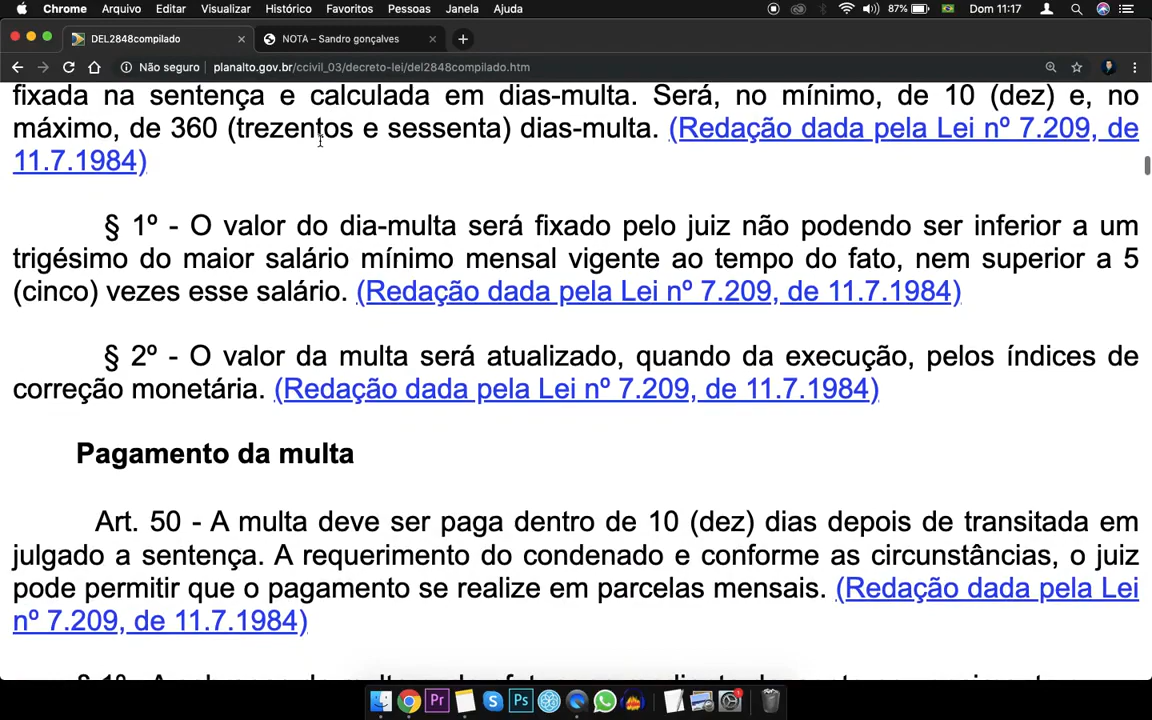 Chrome Arquivo Editar Visualizar Histórico Favoritos Pessoas Janela Ajuda 87% Dom 11:17
DEL2848compilado NOTA – Sandro gonçalves
Não seguro planalto.gov.br/ccivil_03/decreto-lei/del2848compilado.htm
fixada na sentença e calculada em dias-multa. Será, no mínimo, de 10 (dez) e, no
máximo, de 360 (trezentos e sessenta) dias-multa. (Redação dada pela Lei nº 7.209, de
11.7.1984)
§ 1º - O valor do dia-multa será fixado pelo juiz não podendo ser inferior a um
trigésimo do maior salário mínimo mensal vigente ao tempo do fato, nem superior a 5
(cinco) vezes esse salário. (Redação dada pela Lei nº 7.209, de 11.7.1984)
§ 2º - O valor da multa será atualizado, quando da execução, pelos índices de
correção monetária. (Redação dada pela Lei nº 7.209, de 11.7.1984)
Pagamento da multa
Art. 50 - A multa deve ser paga dentro de 10 (dez) dias depois de transitada em
julgado a sentença. A requerimento do condenado e conforme as circunstâncias, o juiz
pode permitir que o pagamento se realize em parcelas mensais. (Redação dada pela Lei
nº 7.209, de 11.7.1984)
Pr Ps